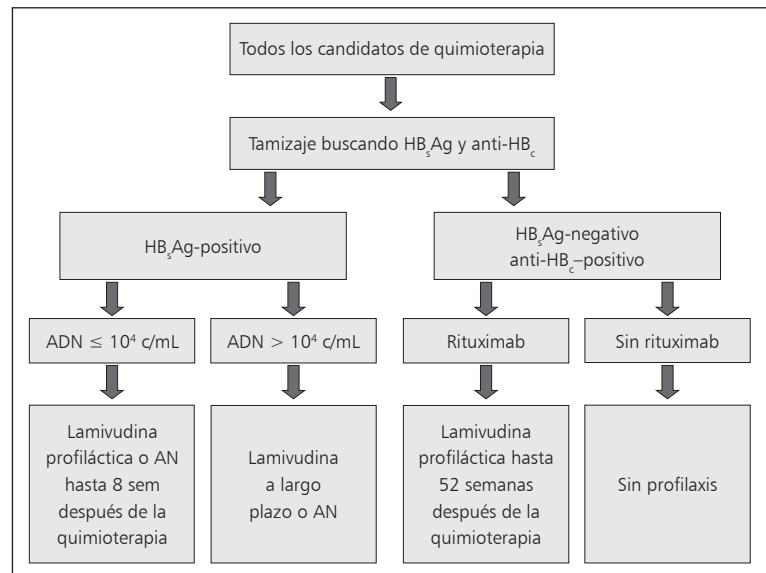 Todos los candidatos de quimioterapia
Tamizaje buscando HBsAg y anti-HBc
HBsAg-positivo
HBsAg-negativo
anti-HBc–positivo
ADN ≤ 10⁴ c/mL
ADN > 10⁴ c/mL
Rituximab
Sin rituximab
Lamivudina
profiláctica o AN
hasta 8 sem
después de la
quimioterapia
Lamivudina
a largo
plazo o AN
Lamivudina
profiláctica hasta
52 semanas
después de la
quimioterapia
Sin profilaxis